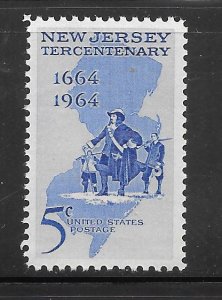 NEW JERSEY
TERCENTENARY
1664
1964
5c
UNITED STATES
POSTAGE